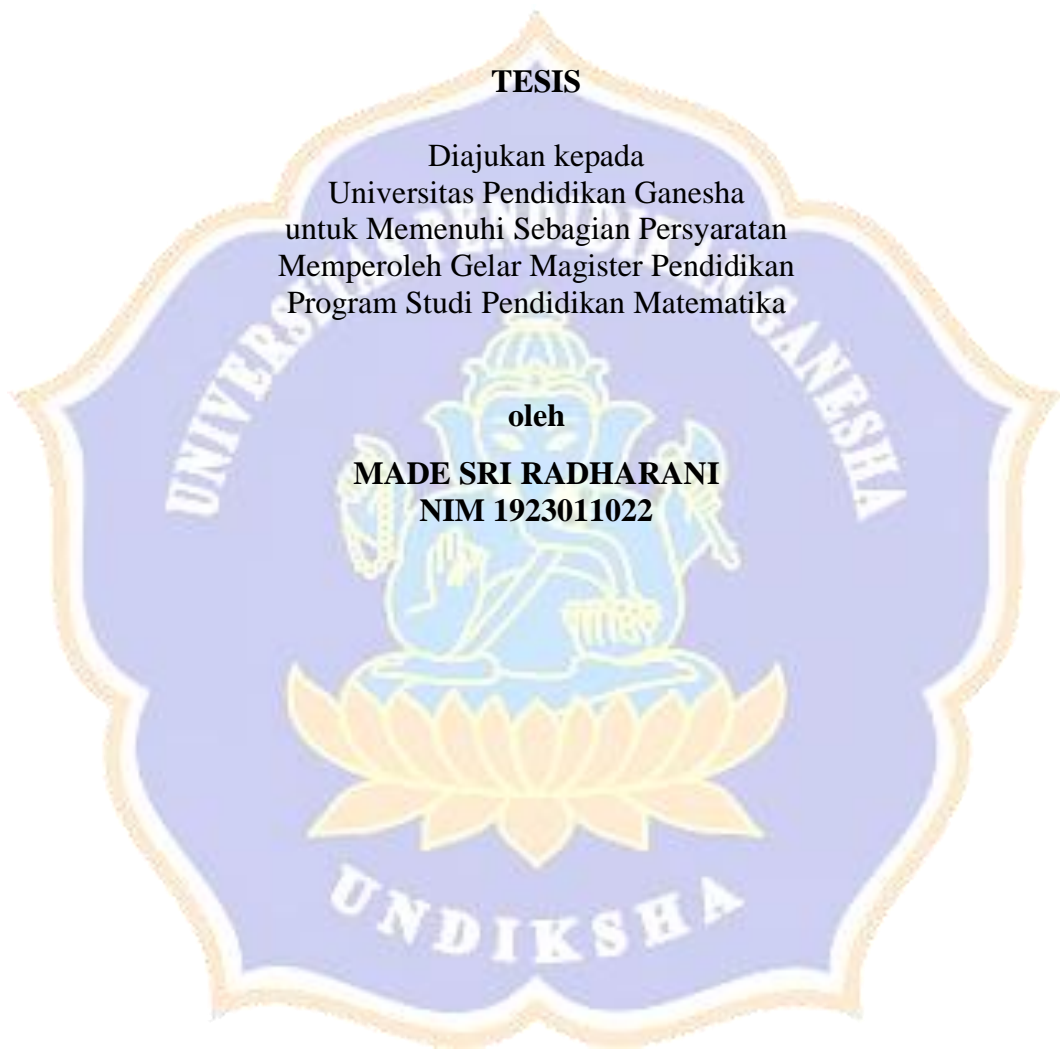 TESIS
Diajukan kepada
Universitas Pendidikan Ganesha
untuk Memenuhi Sebagian Persyaratan
Memperoleh Gelar Magister Pendidikan
Program Studi Pendidikan Matematika
UNIVERSITAS PENDIDIKAN GANESHA
oleh
MADE SRI RADHARANI
NIM 1923011022
UNDIKSHA